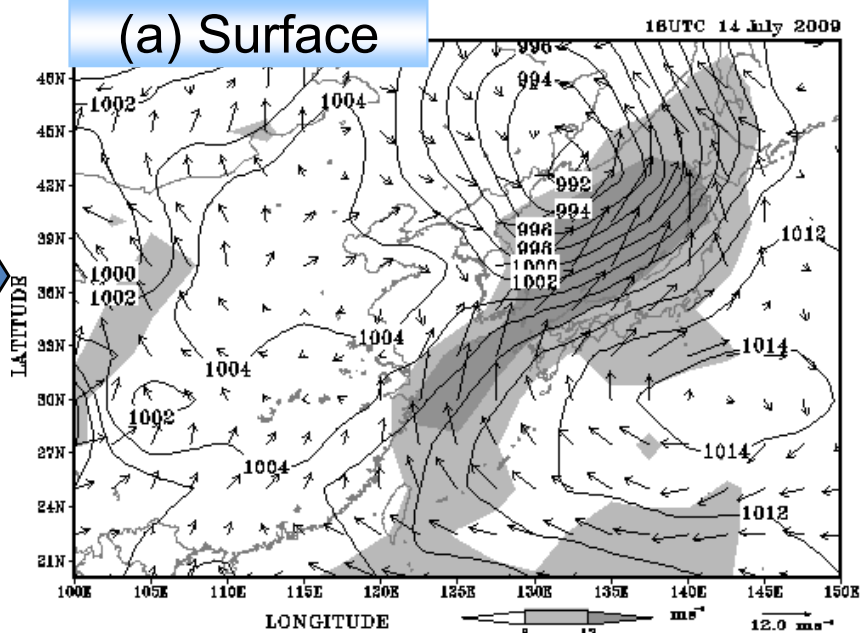 (a) Surface
18UTC 14 July 2009
48N
45N
42N
39N
36N
33N
30N
27N
24N
21N
LATITUDE
996
994
1002
1004
992
994
996
998
1000
1002
1012
1000
1002
1004
1004
1014
1002
1014
1004
1012
100E 105E 110E 115E 120E 125E 130E 135E 140E 145E 150E
LONGITUDE
ms⁻¹
12.0 ms⁻¹